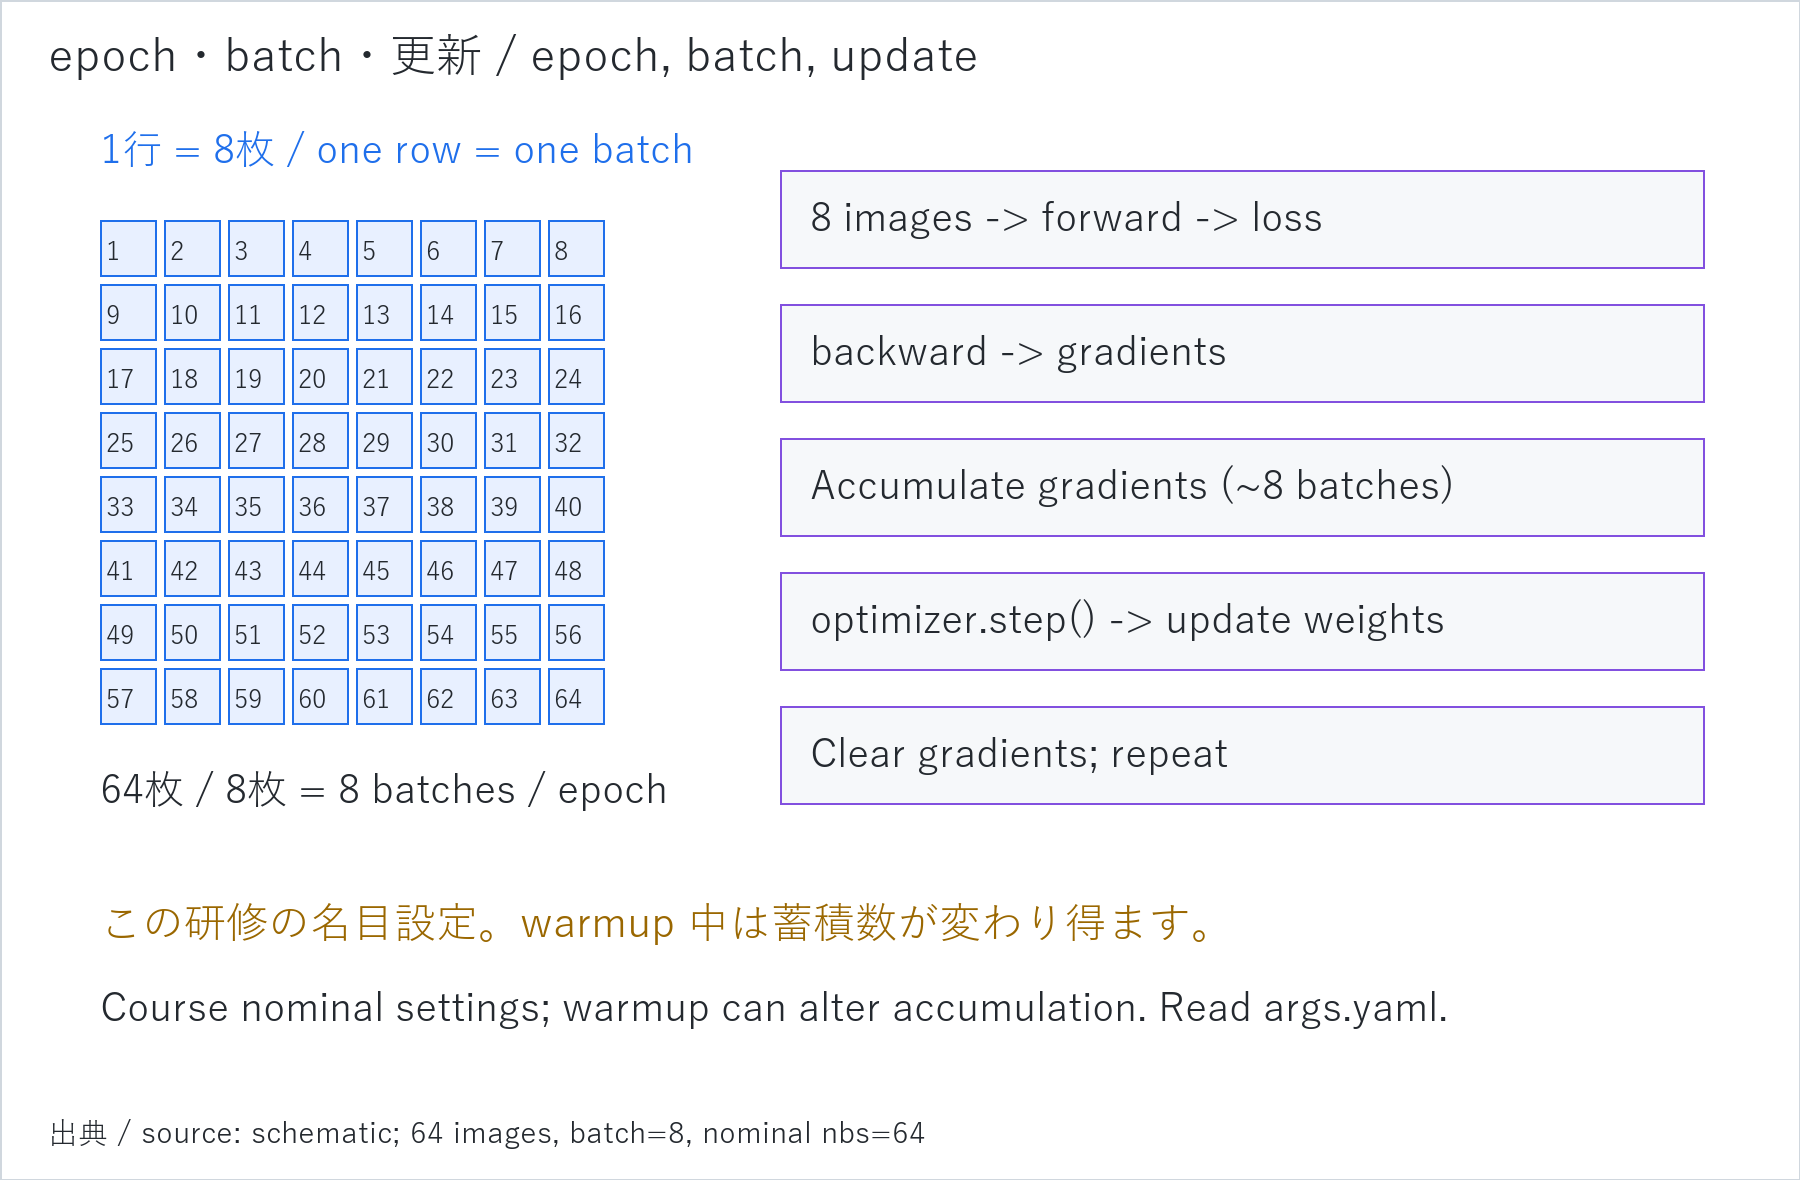 epoch・batch・更新 / epoch, batch, update
1行 = 8枚 / one row = one batch
1 2 3 4 5 6 7 8
9 10 11 12 13 14 15 16
17 18 19 20 21 22 23 24
25 26 27 28 29 30 31 32
33 34 35 36 37 38 39 40
41 42 43 44 45 46 47 48
49 50 51 52 53 54 55 56
57 58 59 60 61 62 63 64
64枚 / 8枚 = 8 batches / epoch
8 images -> forward -> loss
backward -> gradients
Accumulate gradients (~8 batches)
optimizer.step() -> update weights
Clear gradients; repeat
この研修の名目設定。warmup 中は蓄積数が変わり得ます。
Course nominal settings; warmup can alter accumulation. Read args.yaml.
出典 / source: schematic; 64 images, batch=8, nominal nbs=64